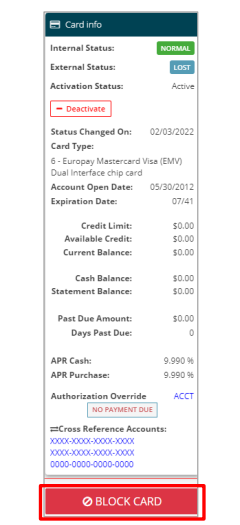 Card info
Internal Status: NORMAL
External Status: LOST
Activation Status: Active
Deactivate
Status Changed On: 02/03/2022
Card Type:
6 - Europay Mastercard Visa (EMV)
Dual Interface chip card
Account Open Date: 05/30/2012
Expiration Date: 07/41
Credit Limit: $0.00
Available Credit: $0.00
Current Balance: $0.00
Cash Balance: $0.00
Statement Balance: $0.00
Past Due Amount: $0.00
Days Past Due: 0
APR Cash: 9.990 %
APR Purchase: 9.990 %
Authorization Override ACCT
NO PAYMENT DUE
⇄Cross Reference Accounts:
XXXX-XXXX-XXXX-XXXX
XXXX-XXXX-XXXX-XXXX
0000-0000-0000-0000
BLOCK CARD